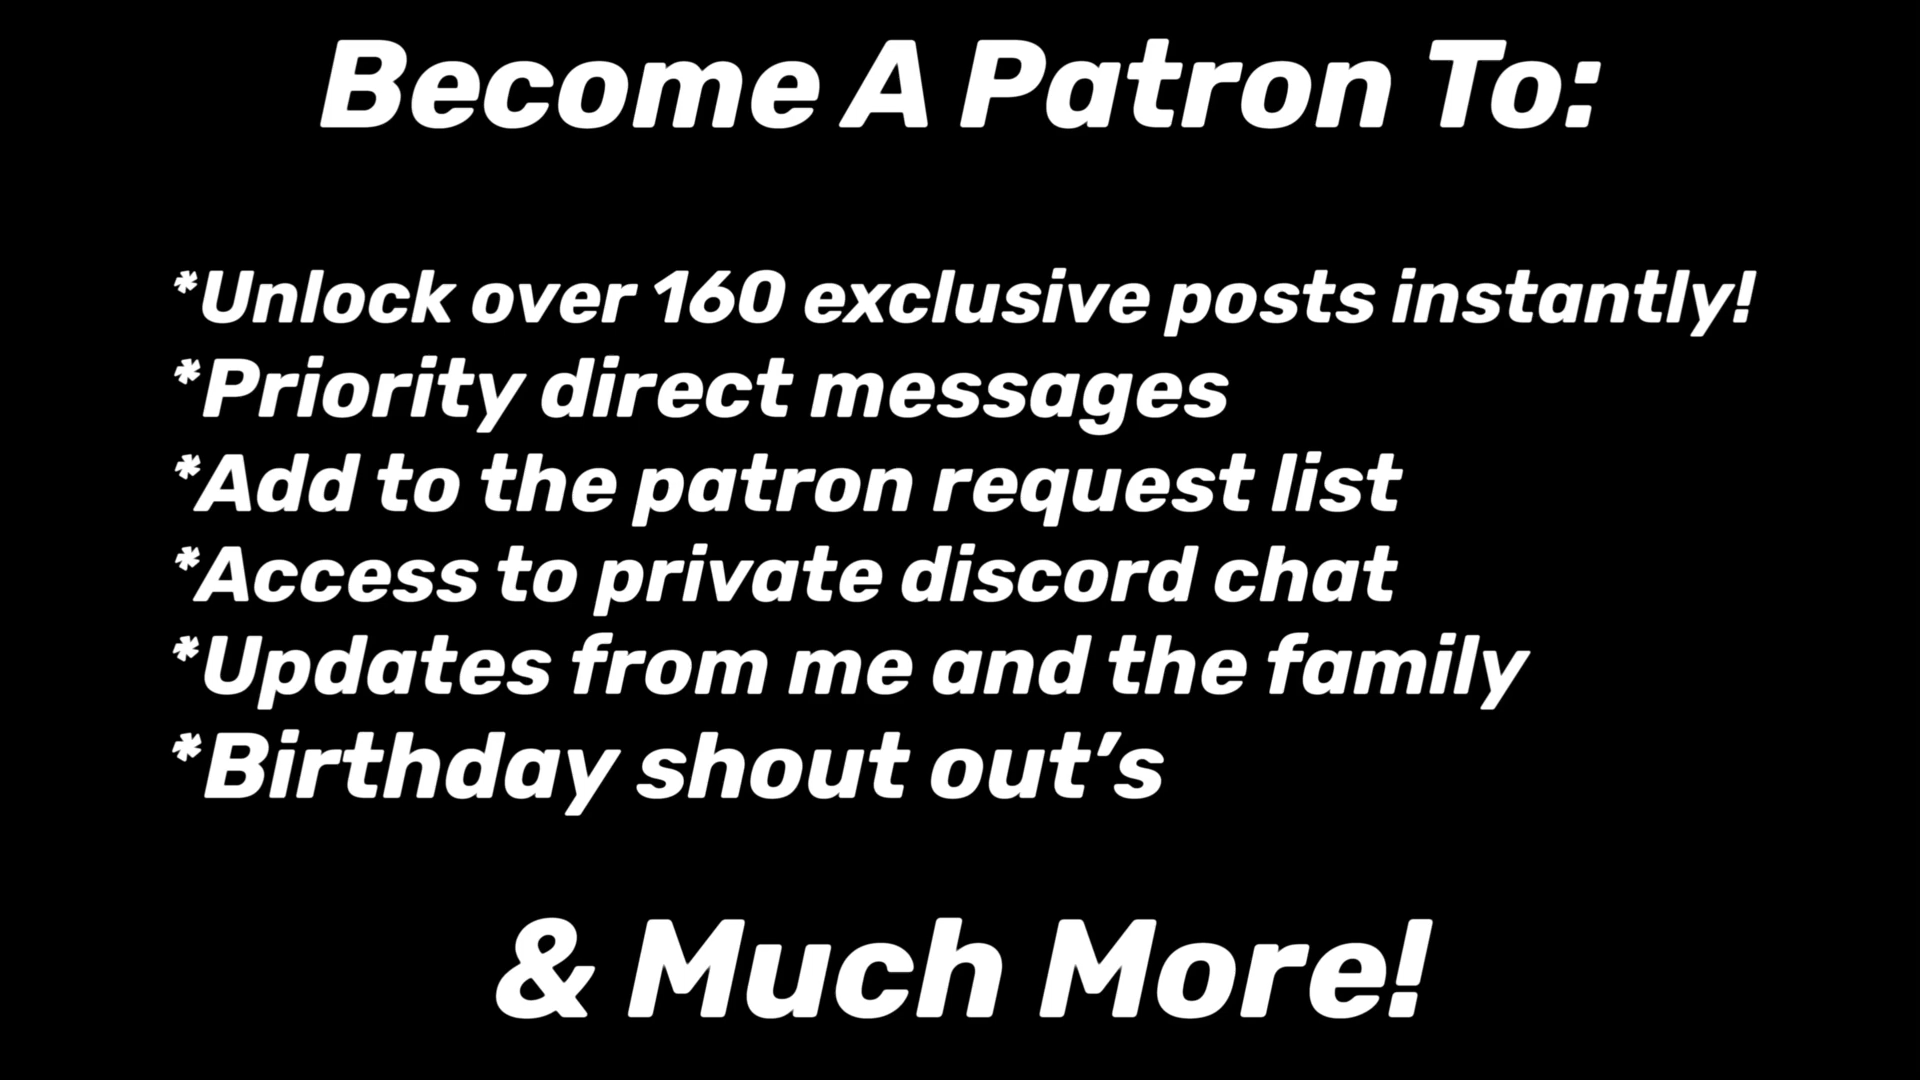 Become A Patron To:
*Unlock over 160 exclusive posts instantly!
*Priority direct messages
*Add to the patron request list
*Access to private discord chat
*Updates from me and the family
*Birthday shout out’s
& Much More!